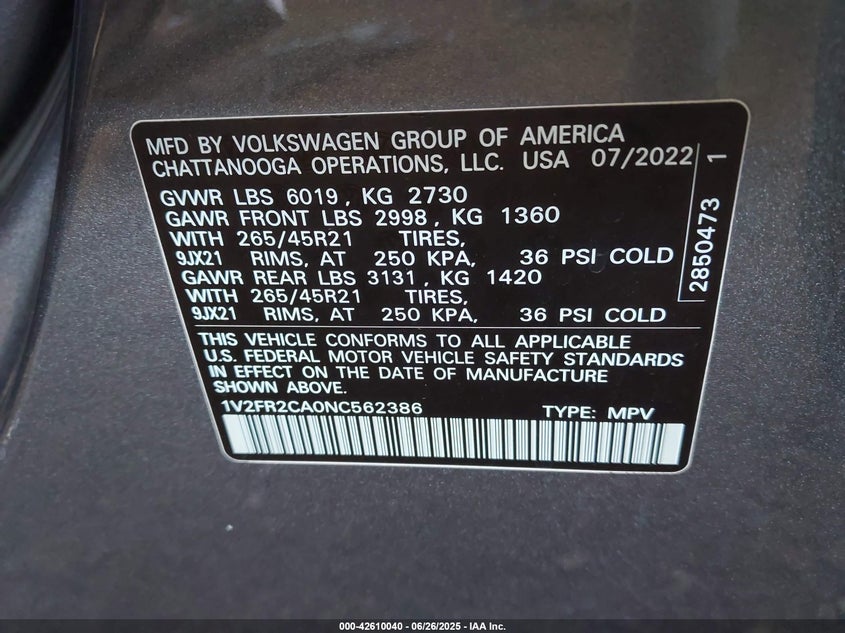 MFD BY VOLKSWAGEN GROUP OF AMERICA
CHATTANOOGA OPERATIONS, LLC. USA 07/2022
GVWR LBS 6019, KG 2730
GAWR FRONT LBS 2998, KG 1360
WITH 265/45R21 TIRES,
9JX21 RIMS, AT 250 KPA, 36 PSI COLD
GAWR REAR LBS 3131, KG 1420
WITH 265/45R21 TIRES,
9JX21 RIMS, AT 250 KPA, 36 PSI COLD
2850473 1
THIS VEHICLE CONFORMS TO ALL APPLICABLE
U.S. FEDERAL MOTOR VEHICLE SAFETY STANDARDS
IN EFFECT ON THE DATE OF MANUFACTURE
SHOWN ABOVE.
1V2FR2CA0NC562386 TYPE: MPV
000-42610040 - 06/26/2025 - IAA Inc.